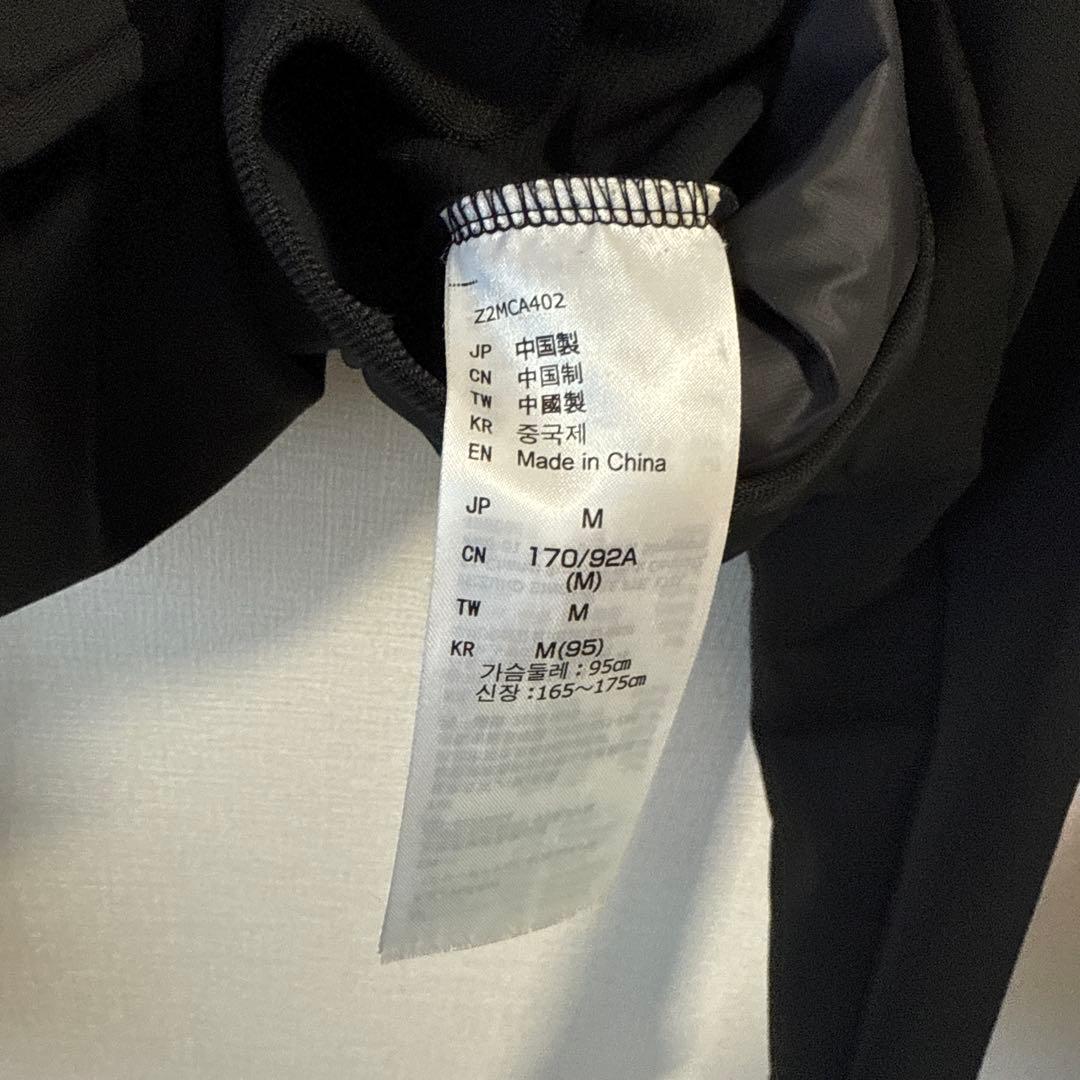 Z2MCA402
JP 中国製
CN 中国制
TW 中國製
KR 중국제
EN Made in China
JP M
CN 170/92A
(M)
TW M
KR M(95)
가슴둘레 : 95㎝
신장 : 165~175㎝